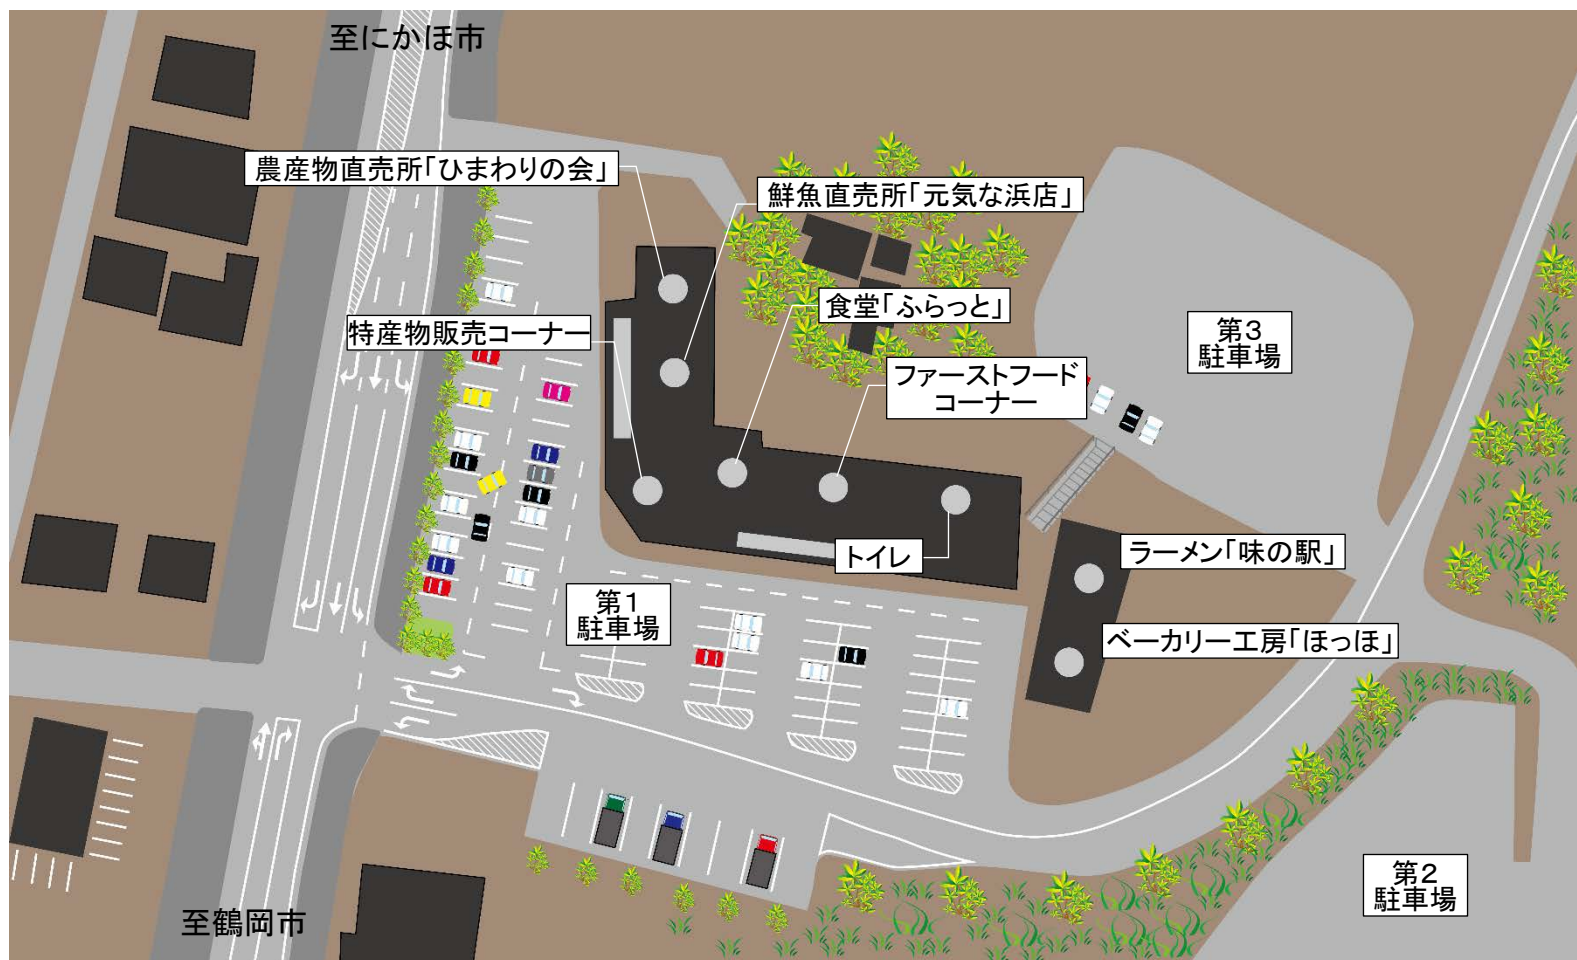 至にかほ市
農産物直売所「ひまわりの会」
鮮魚直売所「元気な浜店」
食堂「ふらっと」
特産物販売コーナー
第3
駐車場
ファーストフード
コーナー
トイレ
ラーメン「味の駅」
第1
駐車場
ベーカリー工房「ほっほ」
第2
駐車場
至鶴岡市